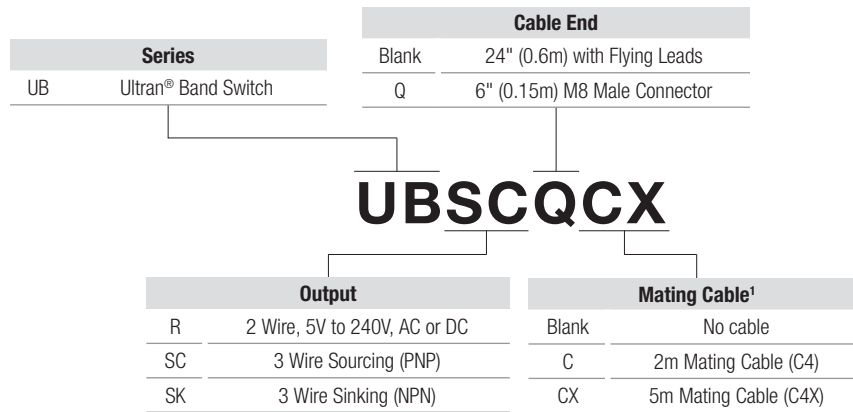 Cable End
Blank 24" (0.6m) with Flying Leads
Q 6" (0.15m) M8 Male Connector
Series
UB Ultran® Band Switch
UBSCQCX
Output
R 2 Wire, 5V to 240V, AC or DC
SC 3 Wire Sourcing (PNP)
SK 3 Wire Sinking (NPN)
Mating Cable¹
Blank No cable
C 2m Mating Cable (C4)
CX 5m Mating Cable (C4X)